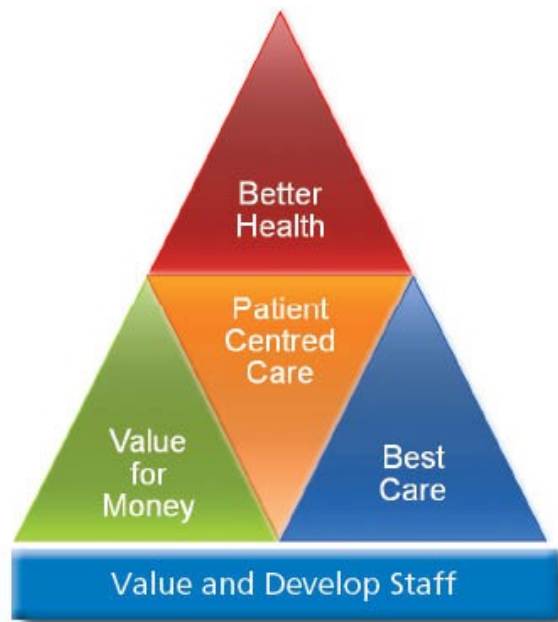 Better
Health
Patient
Centred
Care
Value
for
Money
Best
Care
Value and Develop Staff